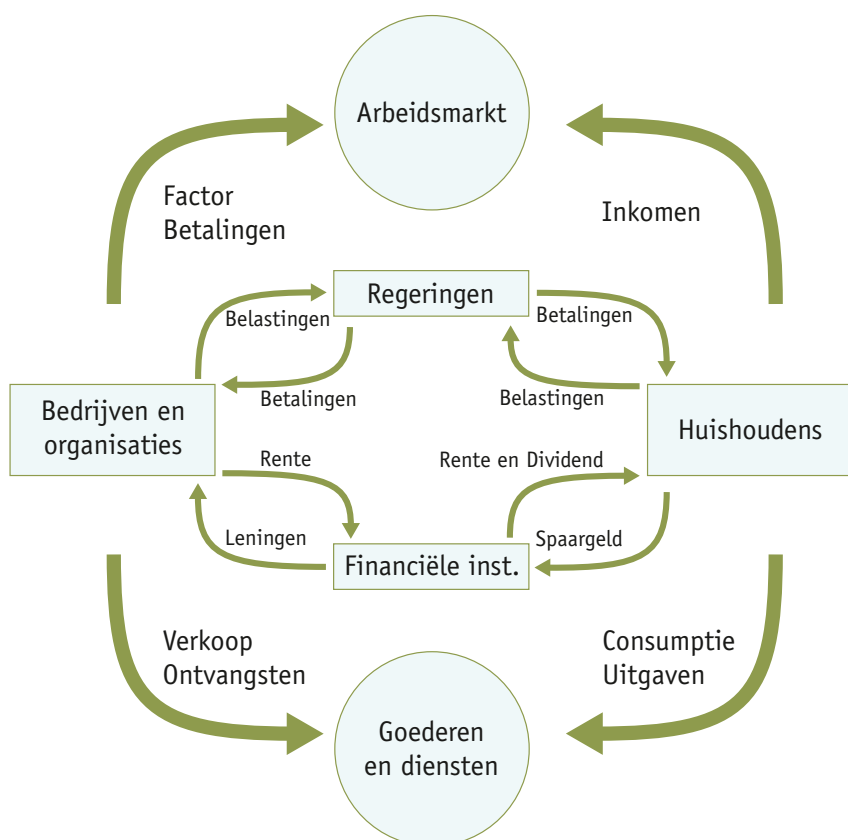 Arbeidsmarkt
Factor
Betalingen
Inkomen
Regeringen
Belastingen
Betalingen
Betalingen
Belastingen
Bedrijven en
organisaties
Huishoudens
Rente
Rente en Dividend
Leningen
Spaargeld
Financiële inst.
Verkoop
Ontvangsten
Consumptie
Uitgaven
Goederen
en diensten